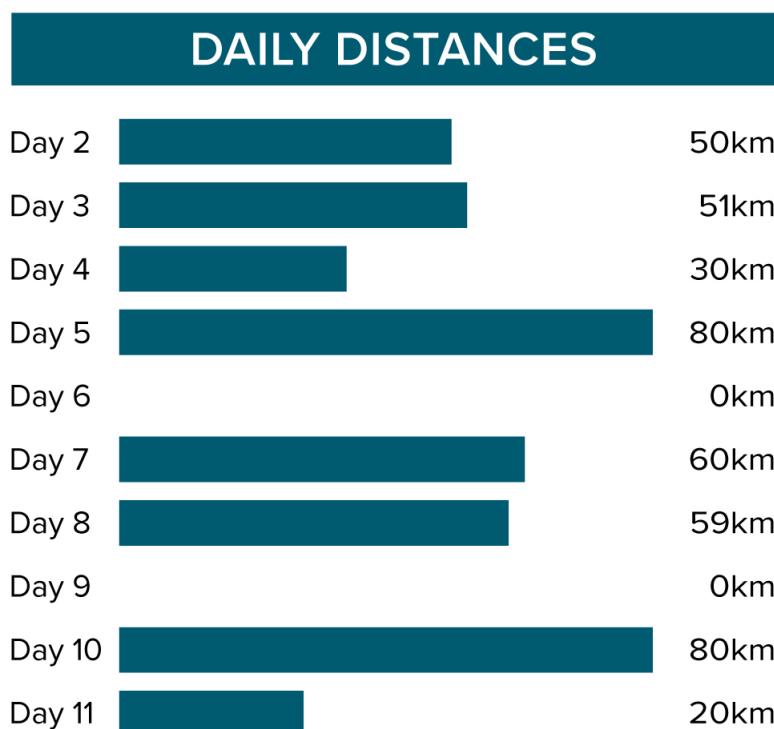 DAILY DISTANCES
Day 2 50km
Day 3 51km
Day 4 30km
Day 5 80km
Day 6 0km
Day 7 60km
Day 8 59km
Day 9 0km
Day 10 80km
Day 11 20km